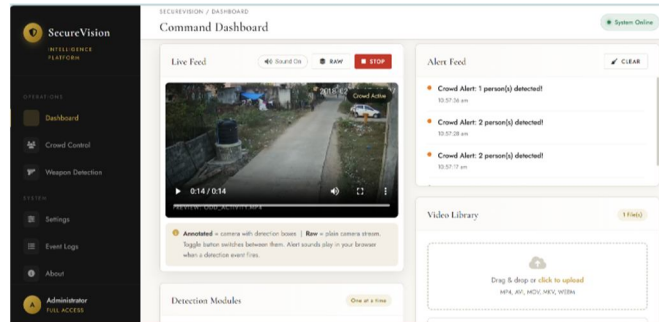 SecureVision
INTELLIGENCE
PLATFORM
OPERATIONS
Dashboard
Crowd Control
Weapon Detection
SYSTEM
Settings
Event Logs
About
A
Administrator
FULL ACCESS
SECUREVISION / DASHBOARD
Command Dashboard
System Online
Live Feed
Sound On
RAW
STOP
Crowd Active
0:14 / 0:14
Annotated = camera with detection boxes | Raw = plain camera stream.
Toggle button switches between them. Alert sounds play in your browser
when a detection event fires.
Detection Modules
One at a time
Alert Feed
CLEAR
Crowd Alert: 1 person(s) detected!
10:57:36 am
Crowd Alert: 2 person(s) detected!
10:57:28 am
Crowd Alert: 2 person(s) detected!
10:57:17 am
Video Library
1 File(s)
Drag & drop or click to upload
MP4, AVI, MOV, MKV, WEBM